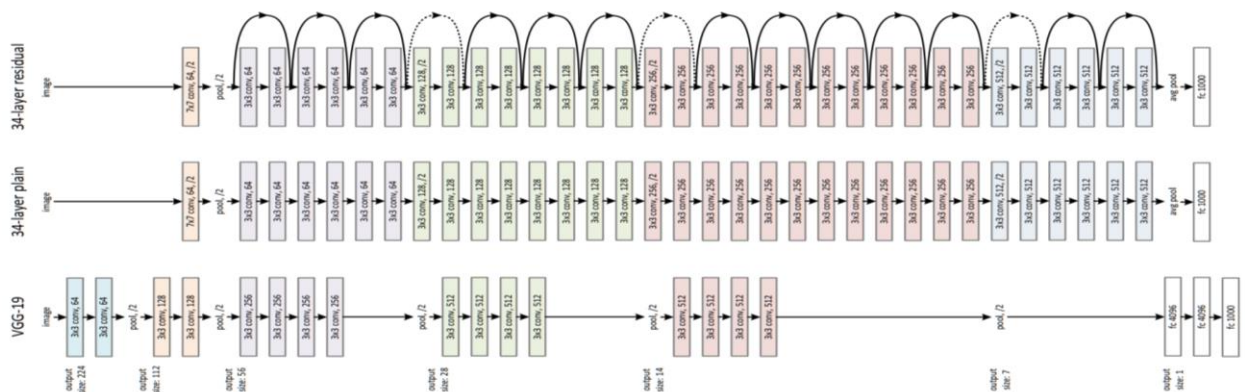 34-layer residual
image
7x7 conv, 64, /2
pool, /2
3x3 conv, 64
3x3 conv, 64
3x3 conv, 64
3x3 conv, 64
3x3 conv, 64
3x3 conv, 64
3x3 conv, 128, /2
3x3 conv, 128
3x3 conv, 128
3x3 conv, 128
3x3 conv, 128
3x3 conv, 128
3x3 conv, 128
3x3 conv, 128
3x3 conv, 256, /2
3x3 conv, 256
3x3 conv, 256
3x3 conv, 256
3x3 conv, 256
3x3 conv, 256
3x3 conv, 256
3x3 conv, 256
3x3 conv, 256
3x3 conv, 256
3x3 conv, 256
3x3 conv, 256
3x3 conv, 512, /2
3x3 conv, 512
3x3 conv, 512
3x3 conv, 512
3x3 conv, 512
3x3 conv, 512
avg pool
fc 1000
34-layer plain
image
7x7 conv, 64, /2
pool, /2
3x3 conv, 64
3x3 conv, 64
3x3 conv, 64
3x3 conv, 64
3x3 conv, 64
3x3 conv, 64
3x3 conv, 128, /2
3x3 conv, 128
3x3 conv, 128
3x3 conv, 128
3x3 conv, 128
3x3 conv, 128
3x3 conv, 128
3x3 conv, 128
3x3 conv, 256, /2
3x3 conv, 256
3x3 conv, 256
3x3 conv, 256
3x3 conv, 256
3x3 conv, 256
3x3 conv, 256
3x3 conv, 256
3x3 conv, 256
3x3 conv, 256
3x3 conv, 256
3x3 conv, 256
3x3 conv, 512, /2
3x3 conv, 512
3x3 conv, 512
3x3 conv, 512
3x3 conv, 512
3x3 conv, 512
avg pool
fc 1000
VGG-19
image
3x3 conv, 64
3x3 conv, 64
pool, /2
3x3 conv, 128
3x3 conv, 128
pool, /2
3x3 conv, 256
3x3 conv, 256
3x3 conv, 256
3x3 conv, 256
pool, /2
3x3 conv, 512
3x3 conv, 512
3x3 conv, 512
3x3 conv, 512
pool, /2
3x3 conv, 512
3x3 conv, 512
3x3 conv, 512
3x3 conv, 512
pool, /2
fc 4096
fc 4096
fc 1000
output
size: 224
output
size: 112
output
size: 56
output
size: 28
output
size: 14
output
size: 7
output
size: 1